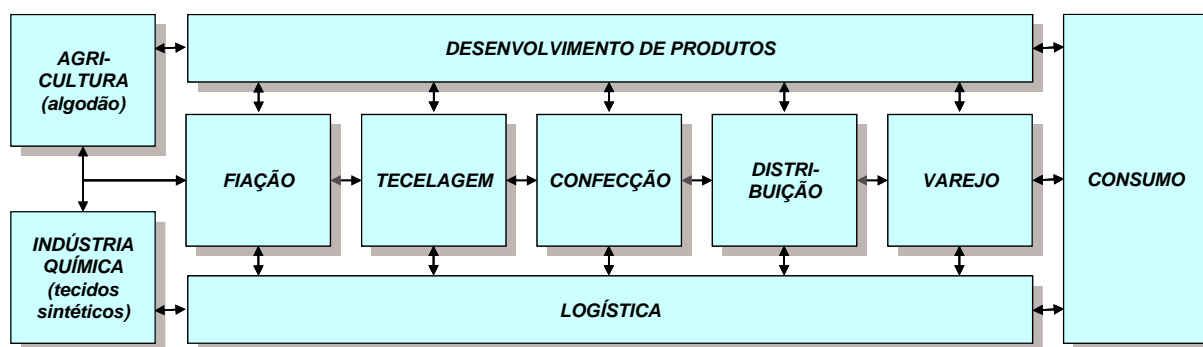 AGRI-
CULTURA
(algodão)
DESENVOLVIMENTO DE PRODUTOS
FIAÇÃO
TECELAGEM
CONFECÇÃO
DISTRI-
BUIÇÃO
VAREJO
CONSUMO
INDÚSTRIA
QUÍMICA
(tecidos
sintéticos)
LOGÍSTICA